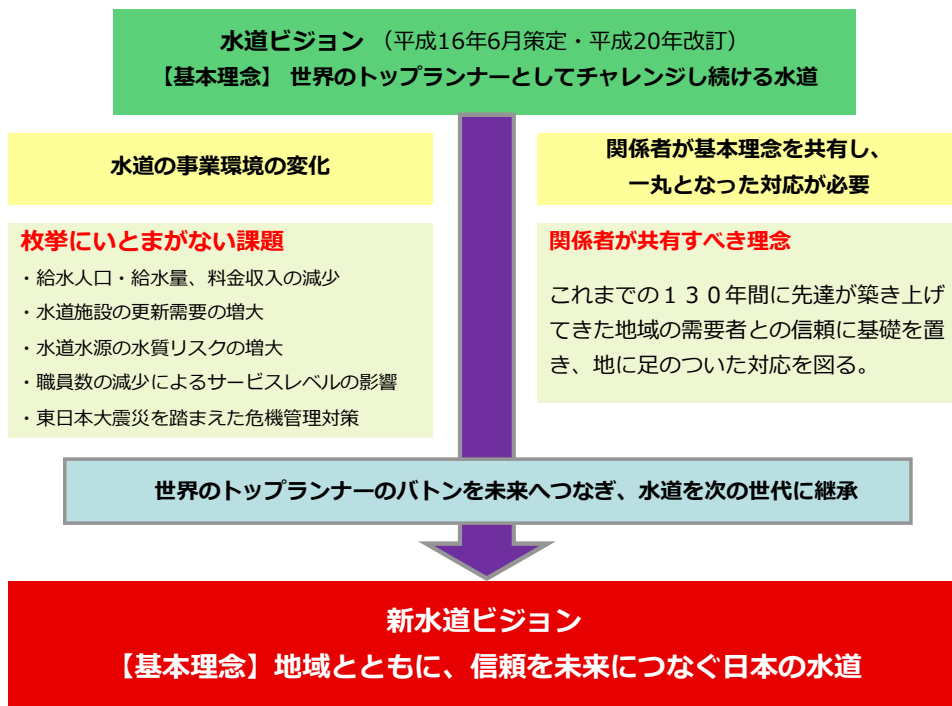 水道ビジョン （平成16年6月策定・平成20年改訂）
【基本理念】 世界のトップランナーとしてチャレンジし続ける水道
水道の事業環境の変化
枚挙にいとまがない課題
・給水人口・給水量、料金収入の減少
・水道施設の更新需要の増大
・水道水源の水質リスクの増大
・職員数の減少によるサービスレベルの影響
・東日本大震災を踏まえた危機管理対策
関係者が基本理念を共有し、
一丸となった対応が必要
関係者が共有すべき理念
これまでの１３０年間に先達が築き上げ
てきた地域の需要者との信頼に基礎を置
き、地に足のついた対応を図る。
世界のトップランナーのバトンを未来へつなぎ、水道を次の世代に継承
新水道ビジョン
【基本理念】地域とともに、信頼を未来につなぐ日本の水道